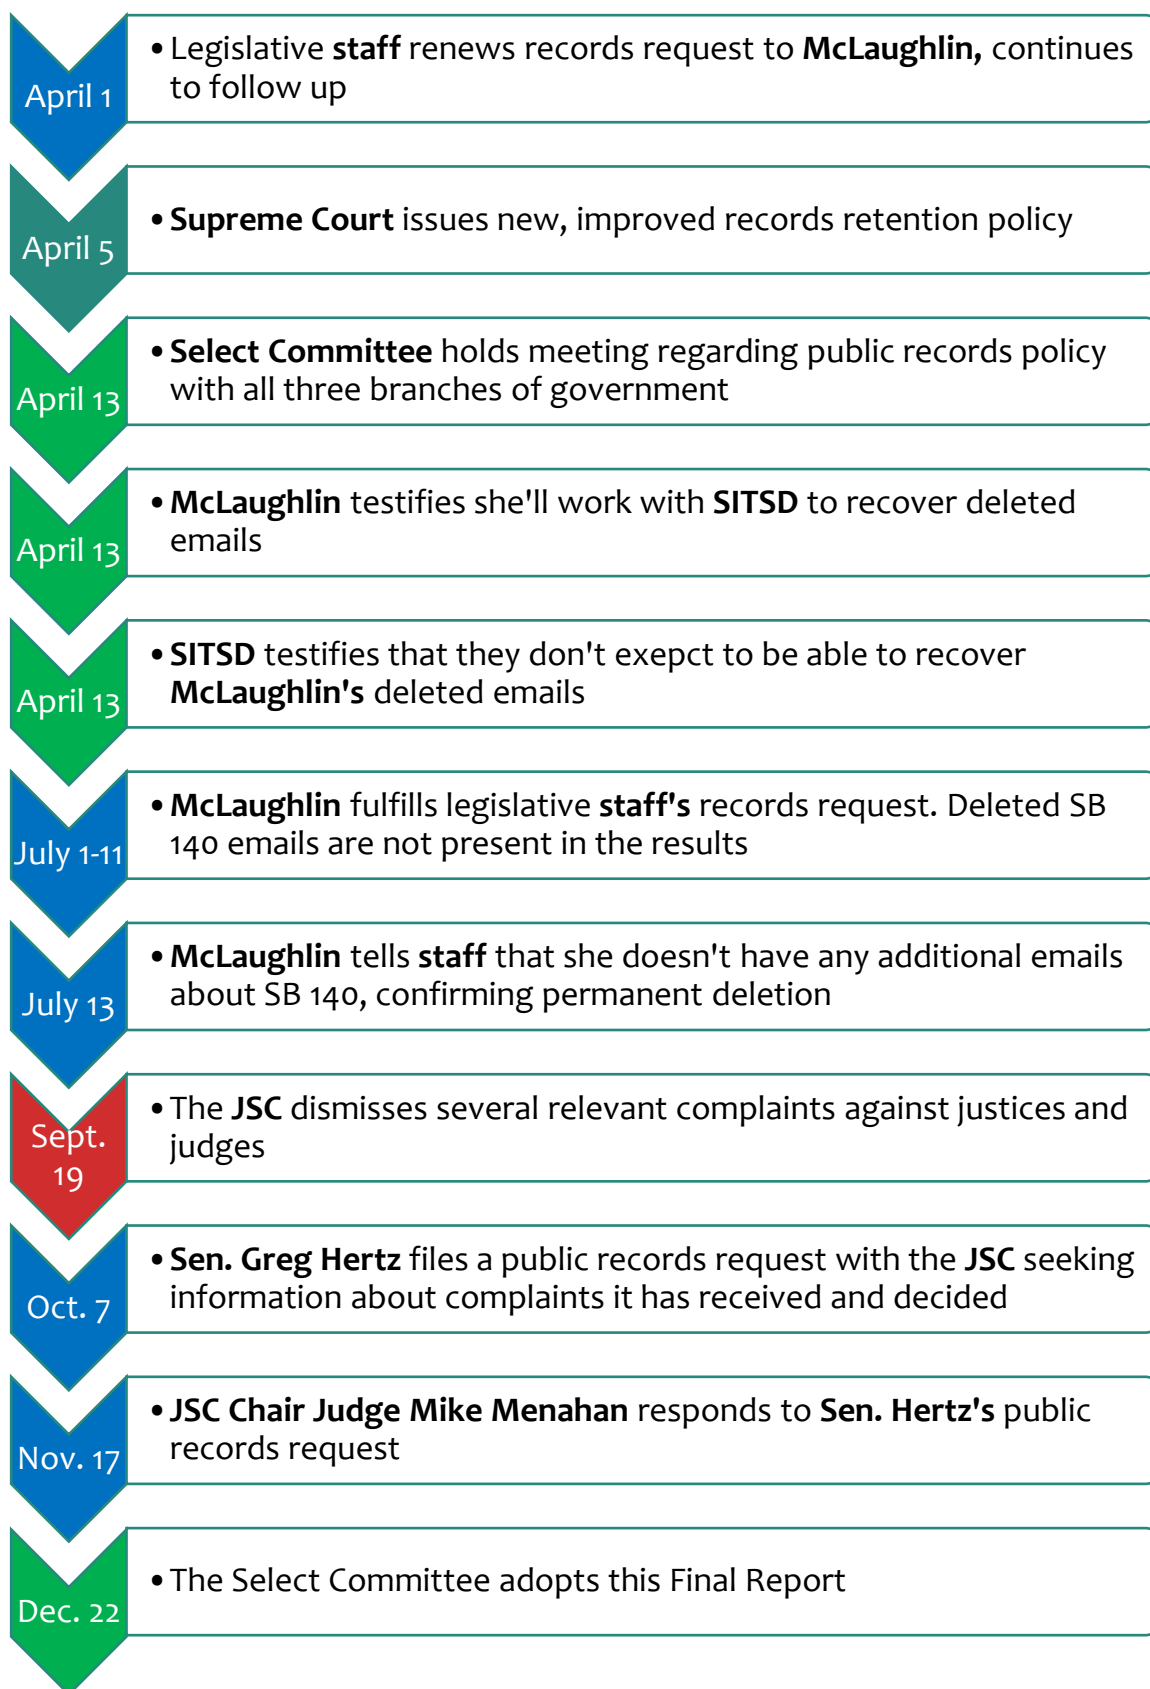 April 1
• Legislative staff renews records request to McLaughlin, continues
to follow up
April 5
• Supreme Court issues new, improved records retention policy
April 13
• Select Committee holds meeting regarding public records policy
with all three branches of government
April 13
• McLaughlin testifies she'll work with SITSD to recover deleted
emails
April 13
• SITSD testifies that they don't exepct to be able to recover
McLaughlin's deleted emails
July 1-11
• McLaughlin fulfills legislative staff's records request. Deleted SB
140 emails are not present in the results
July 13
• McLaughlin tells staff that she doesn't have any additional emails
about SB 140, confirming permanent deletion
Sept.
19
• The JSC dismisses several relevant complaints against justices and
judges
Oct. 7
• Sen. Greg Hertz files a public records request with the JSC seeking
information about complaints it has received and decided
Nov. 17
• JSC Chair Judge Mike Menahan responds to Sen. Hertz's public
records request
Dec. 22
• The Select Committee adopts this Final Report